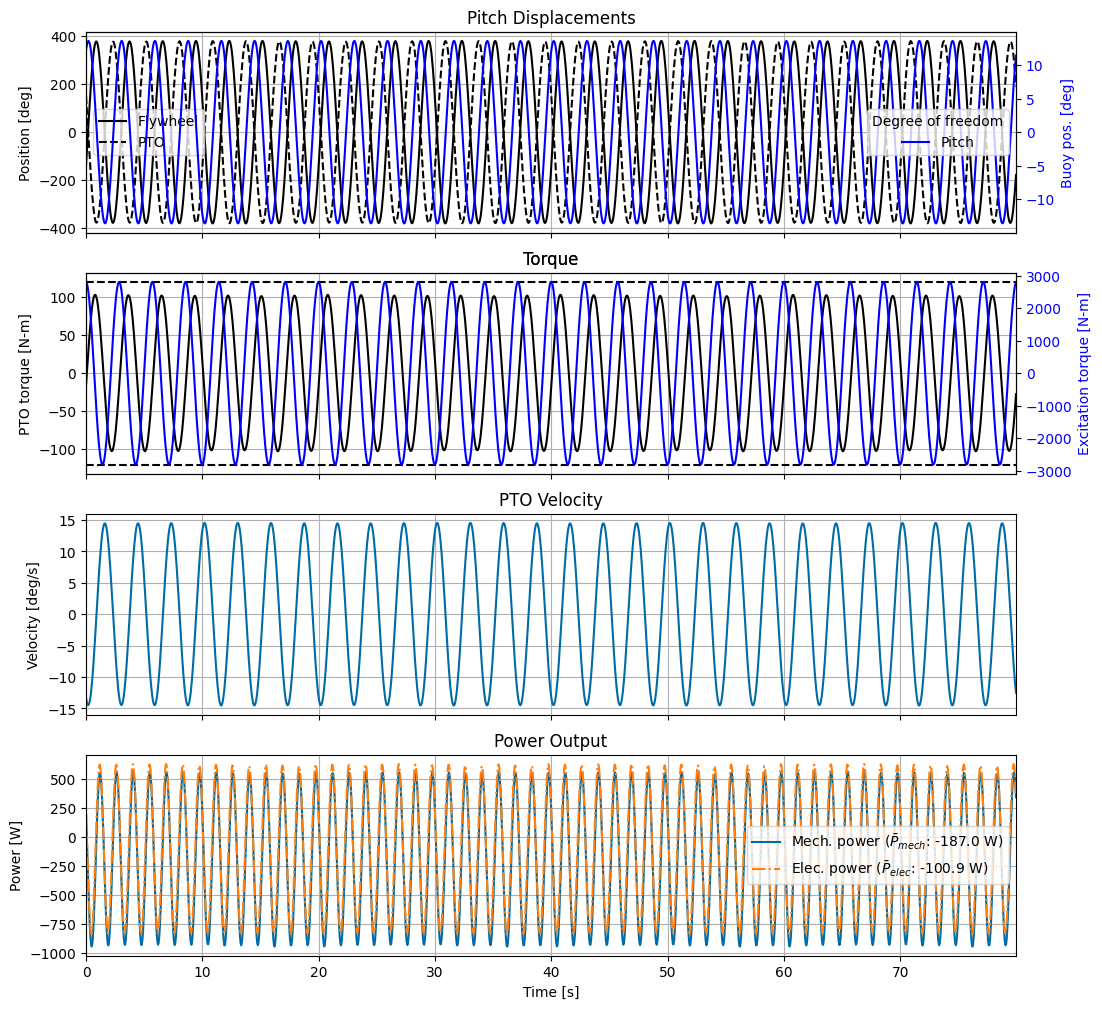 Pitch Displacements
Position [deg]
400
200
0
−200
−400
Flywheel
PTO
Degree of freedom
Pitch
10
5
0
−5
−10
Buoy pos. [deg]
Torque
PTO torque [N-m]
100
50
0
−50
−100
3000
2000
1000
0
−1000
−2000
−3000
Excitation torque [N-m]
PTO Velocity
Velocity [deg/s]
15
10
5
0
−5
−10
−15
Power Output
Power [W]
500
250
0
−250
−500
−750
−1000
Mech. power (P̄mech: -187.0 W)
Elec. power (P̄elec: -100.9 W)
0 10 20 30 40 50 60 70
Time [s]